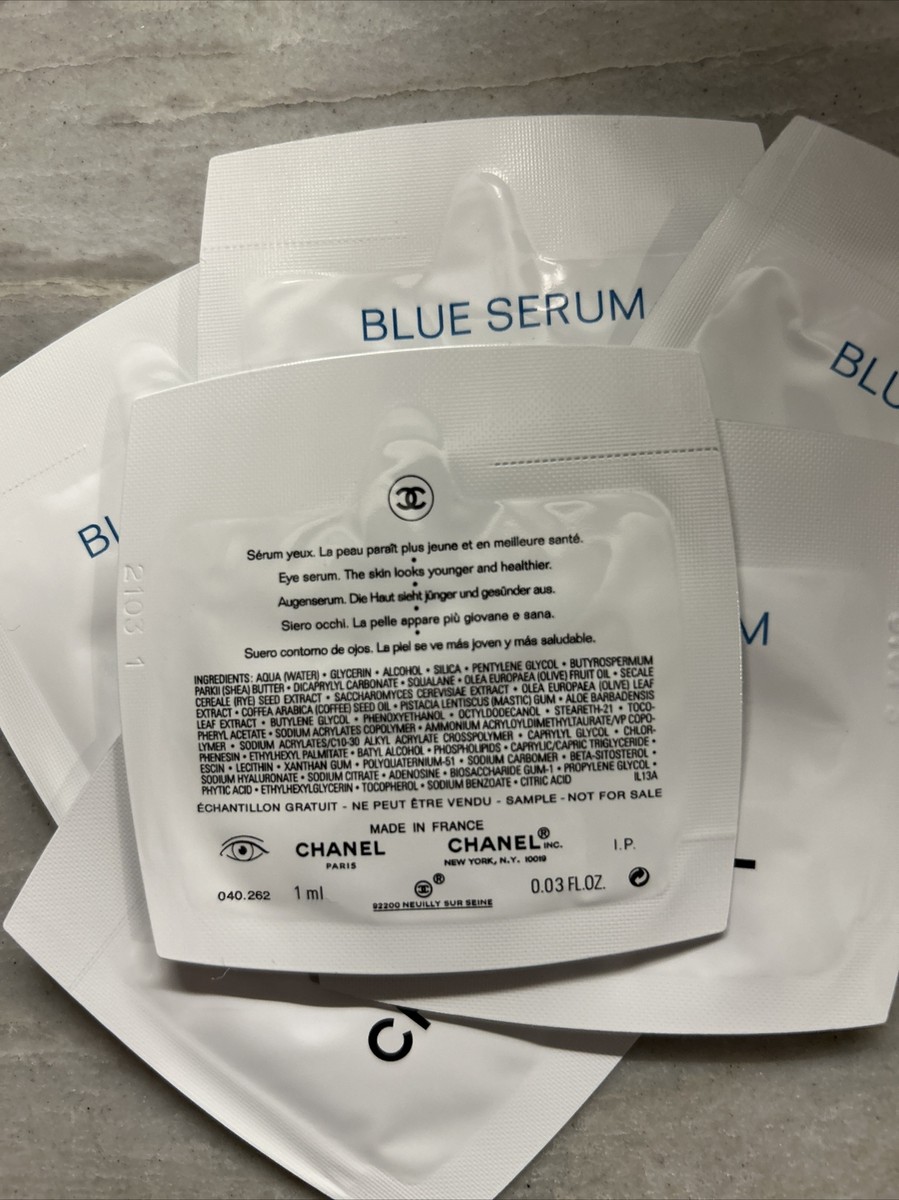 BLUE SERUM
BLU
BL
M
2103 1
Sérum yeux. La peau paraît plus jeune et en meilleure santé.
•
Eye serum. The skin looks younger and healthier.
•
Augenserum. Die Haut sieht jünger und gesünder aus.
•
Siero occhi. La pelle appare più giovane e sana.
•
Suero contorno de ojos. La piel se ve más joven y más saludable.
INGREDIENTS: AQUA (WATER) • GLYCERIN • ALCOHOL • SILICA • PENTYLENE GLYCOL • BUTYROSPERMUM
PARKII (SHEA) BUTTER • DICAPRYLYL CARBONATE • SQUALANE • OLEA EUROPAEA (OLIVE) FRUIT OIL • SECALE
CEREALE (RYE) SEED EXTRACT • SACCHAROMYCES CEREVISIAE EXTRACT • OLEA EUROPAEA (OLIVE) LEAF
EXTRACT • COFFEA ARABICA (COFFEE) SEED OIL • PISTACIA LENTISCUS (MASTIC) GUM • ALOE BARBADENSIS
LEAF EXTRACT • BUTYLENE GLYCOL • PHENOXYETHANOL • OCTYLDODECANOL • STEARETH-21 • TOCO-
PHERYL ACETATE • SODIUM ACRYLATES COPOLYMER • AMMONIUM ACRYLOYLDIMETHYLTAURATE/VP COPO-
LYMER • SODIUM ACRYLATES/C10-30 ALKYL ACRYLATE CROSSPOLYMER • CAPRYLYL GLYCOL • CHLOR-
PHENESIN • ETHYLHEXYL PALMITATE • BATYL ALCOHOL • PHOSPHOLIPIDS • CAPRYLIC/CAPRIC TRIGLYCERIDE •
ESCIN • LECITHIN • XANTHAN GUM • POLYQUATERNIUM-51 • SODIUM CARBOMER • BETA-SITOSTEROL •
SODIUM HYALURONATE • SODIUM CITRATE • ADENOSINE • BIOSACCHARIDE GUM-1 • PROPYLENE GLYCOL •
PHYTIC ACID • ETHYLHEXYLGLYCERIN • TOCOPHEROL • SODIUM BENZOATE • CITRIC ACID IL13A
ÉCHANTILLON GRATUIT - NE PEUT ÊTRE VENDU - SAMPLE - NOT FOR SALE
MADE IN FRANCE
CHANEL CHANEL® INC. I.P.
PARIS NEW YORK, N.Y. 10019
040.262 1 ml ® 0.03 FL.OZ.
92200 NEUILLY SUR SEINE
C